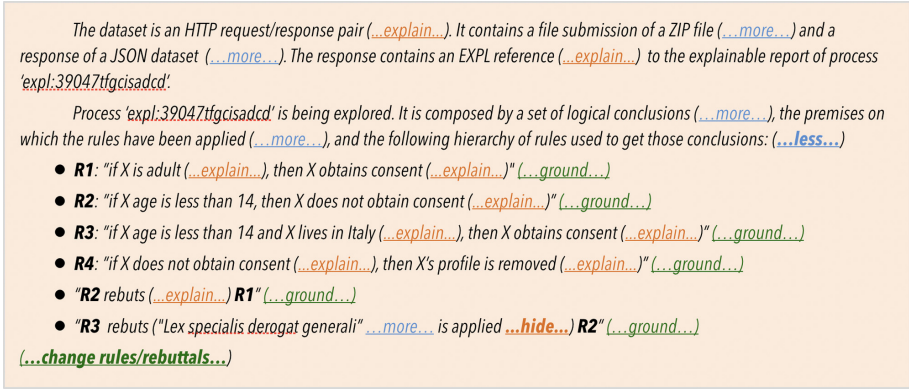 The dataset is an HTTP request/response pair (...explain...). It contains a file submission of a ZIP file (...more...) and a
response of a JSON dataset (...more...). The response contains an EXPL reference (...explain...) to the explainable report of process
'expl:39047tfgcisadcd'.
Process 'expl:39047tfgcisadcd' is being explored. It is composed by a set of logical conclusions (...more...), the premises on
which the rules have been applied (...more...), and the following hierarchy of rules used to get those conclusions: (...less...)
● R1: "if X is adult (...explain...), then X obtains consent (...explain...)" (...ground...)
● R2: "if X age is less than 14, then X does not obtain consent (...explain...)" (...ground...)
● R3: "if X age is less than 14 and X lives in Italy (...explain...), then X obtains consent (...explain...)" (...ground...)
● R4: "if X does not obtain consent (...explain...), then X's profile is removed (...explain...)" (...ground...)
● "R2 rebuts (...explain...) R1" (...ground...)
● "R3 rebuts ("Lex specialis derogat generali" ...more... is applied ...hide...) R2" (...ground...)
(...change rules/rebuttals...)